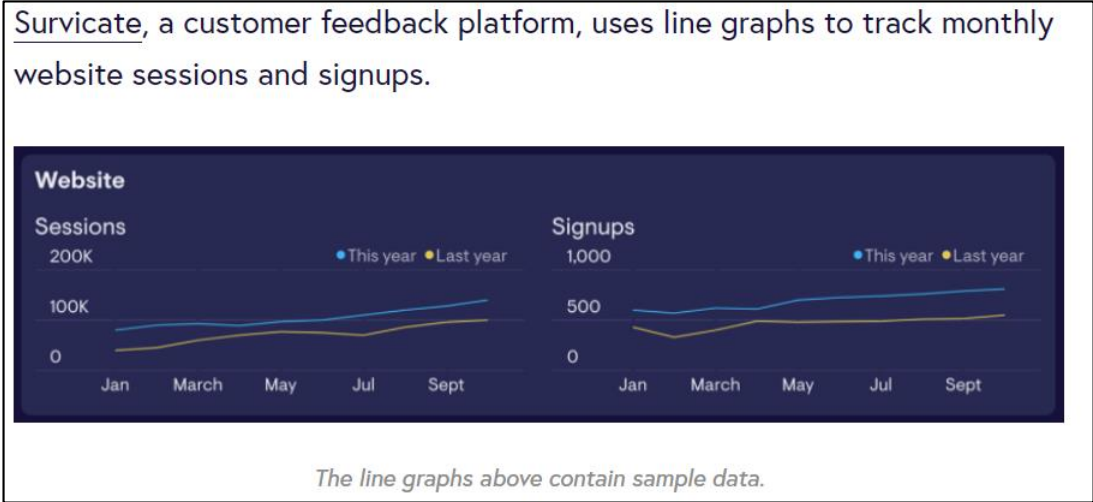 Survicate, a customer feedback platform, uses line graphs to track monthly
website sessions and signups.
Website
Sessions
200K
This year Last year
100K
0
Jan March May Jul Sept
Signups
1,000
This year Last year
500
0
Jan March May Jul Sept
The line graphs above contain sample data.